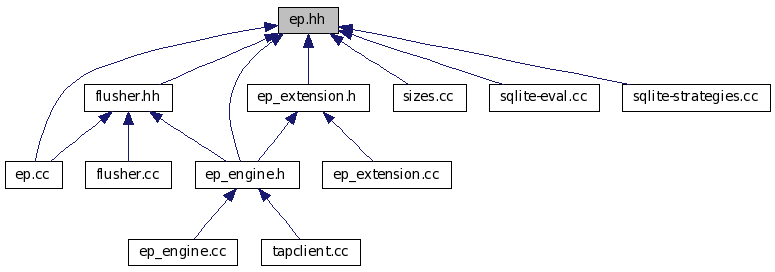 ep.hh
flusher.hh
ep_extension.h
sizes.cc
sqlite-eval.cc
sqlite-strategies.cc
ep.cc
flusher.cc
ep_engine.h
ep_extension.cc
ep_engine.cc
tapclient.cc